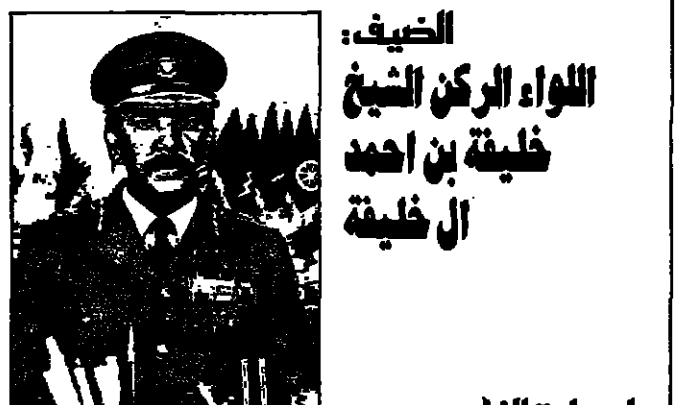 الضيف:
اللواء الركن الشيخ
خليفة بن احمد
ال خليفة